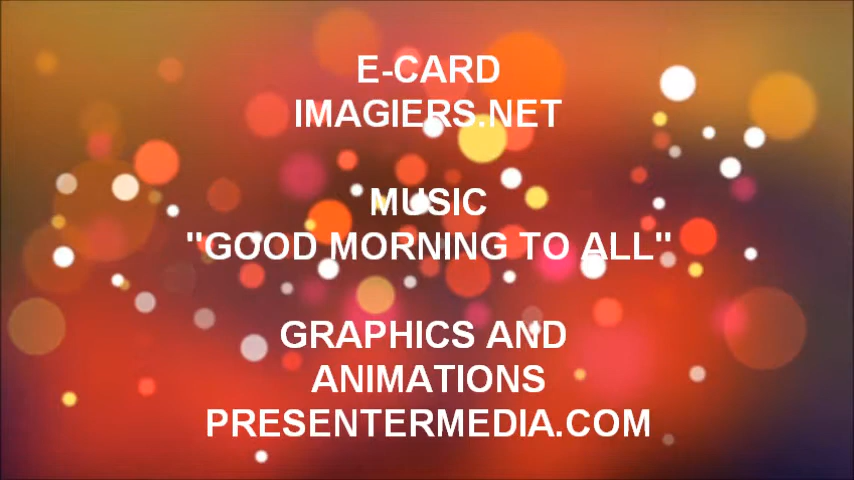 E-CARD
IMAGIERS.NET
MUSIC
"GOOD MORNING TO ALL"
GRAPHICS AND
ANIMATIONS
PRESENTERMEDIA.COM